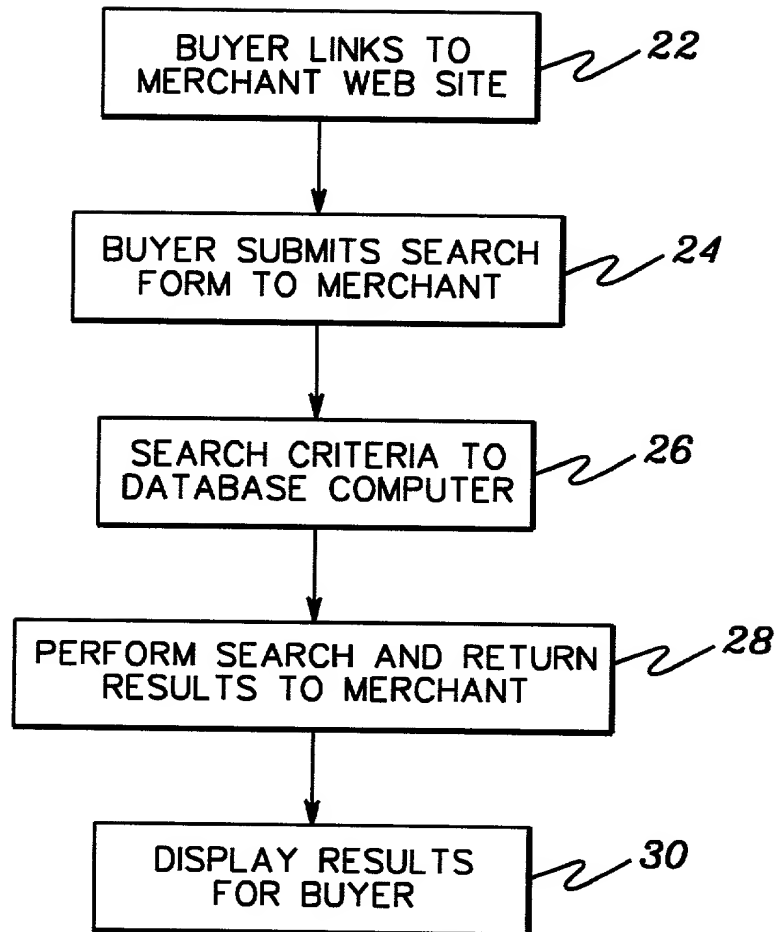 BUYER LINKS TO
MERCHANT WEB SITE
22
BUYER SUBMITS SEARCH
FORM TO MERCHANT
24
SEARCH CRITERIA TO
DATABASE COMPUTER
26
PERFORM SEARCH AND RETURN
RESULTS TO MERCHANT
28
DISPLAY RESULTS
FOR BUYER
30